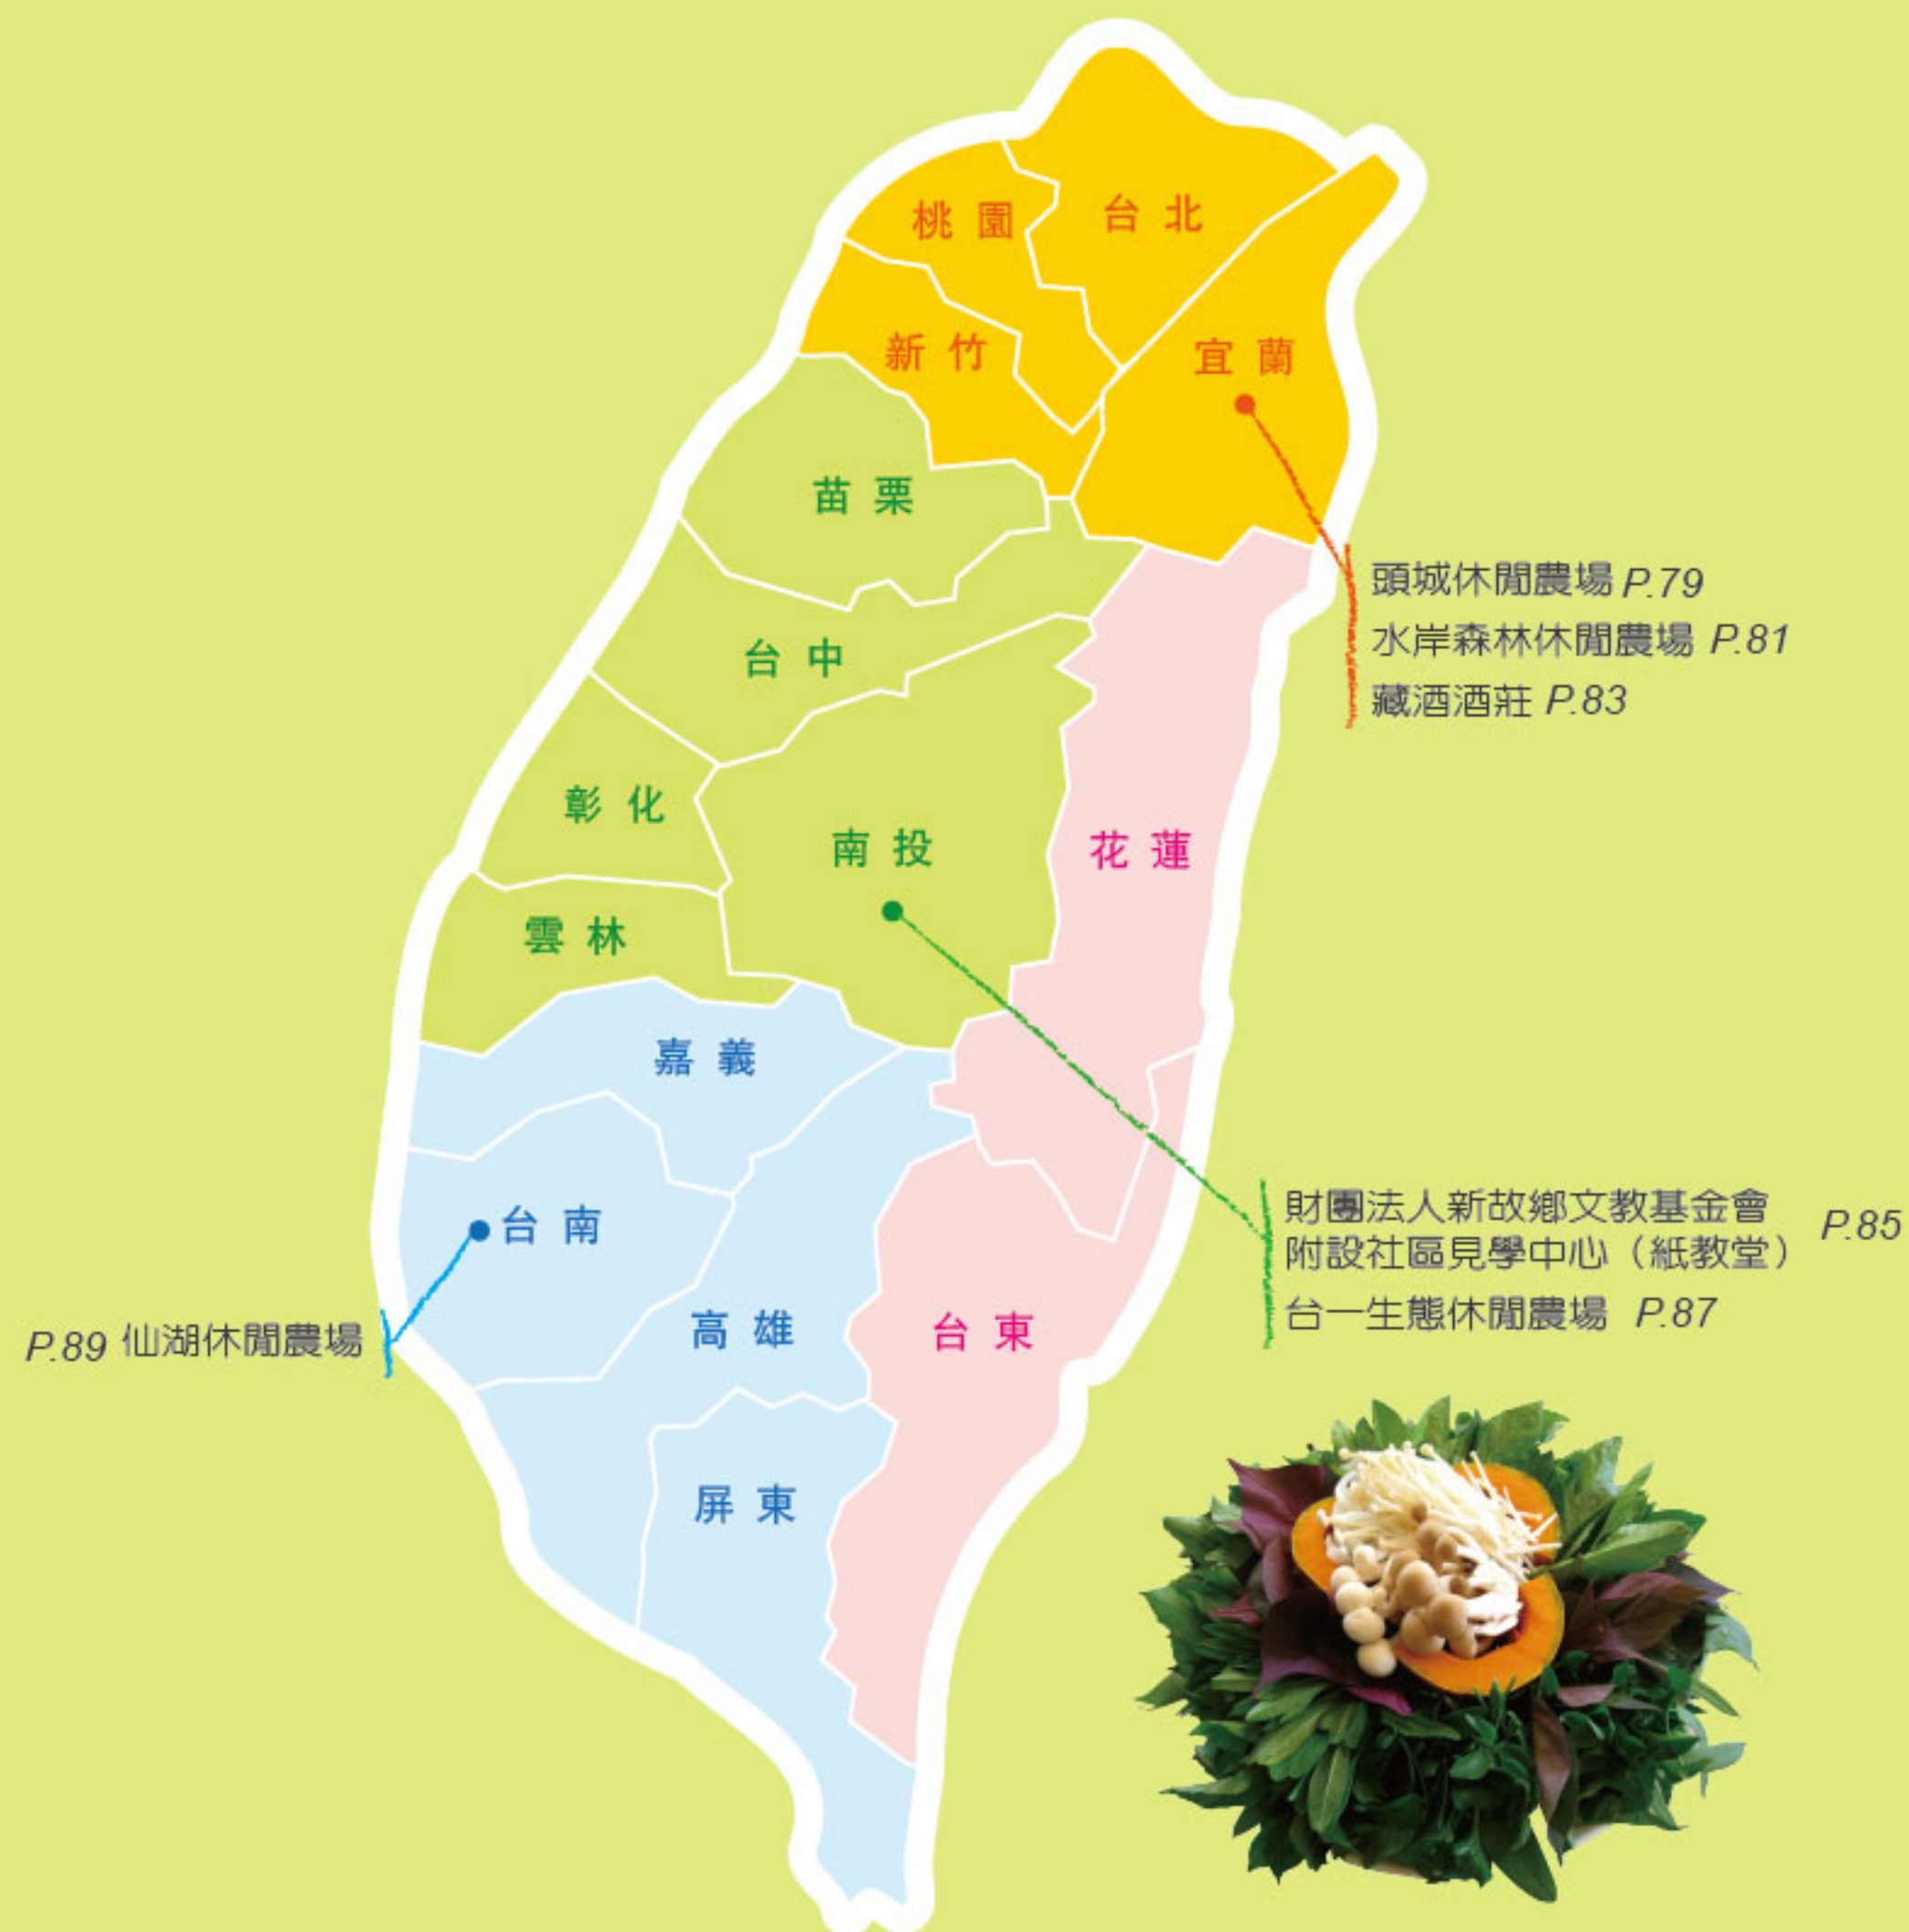 桃園
台北
新竹
宜蘭
苗栗
頭城休閒農場 P.79
水岸森林休閒農場 P.81
台中
藏酒酒莊 P.83
彰化
南投
花蓮
雲林
嘉義
財團法人新故鄉文教基金會
附設社區見學中心（紙教堂） P.85
台一生態休閒農場 P.87
台南
P.89 仙湖休閒農場
高雄
台東
屏東